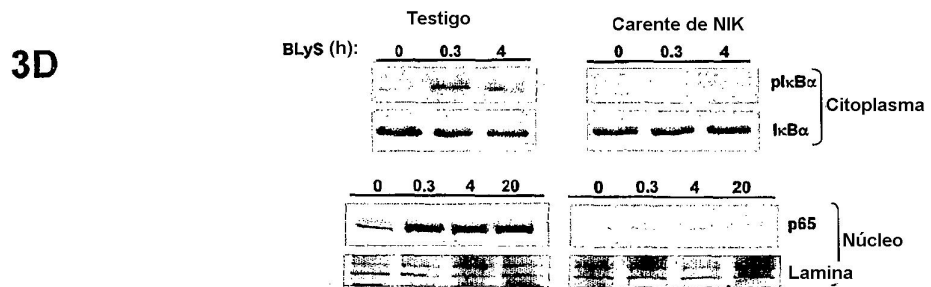 3D
Testigo
Carente de NIK
BLyS (h): 0 0.3 4
0 0.3 4
pIκBα
IκBα
Citoplasma
0 0.3 4 20
0 0.3 4 20
p65
Lamina
Núcleo